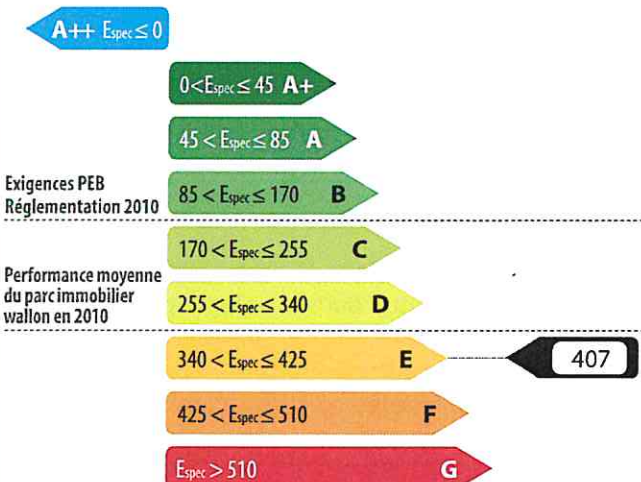 A++ Espec ≤ 0
0 < Espec ≤ 45 A+
45 < Espec ≤ 85 A
Exigences PEB
Réglementation 2010
85 < Espec ≤ 170 B
170 < Espec ≤ 255 C
Performance moyenne
du parc immobilier
wallon en 2010
255 < Espec ≤ 340 D
340 < Espec ≤ 425 E
407
425 < Espec ≤ 510 F
Espec > 510 G